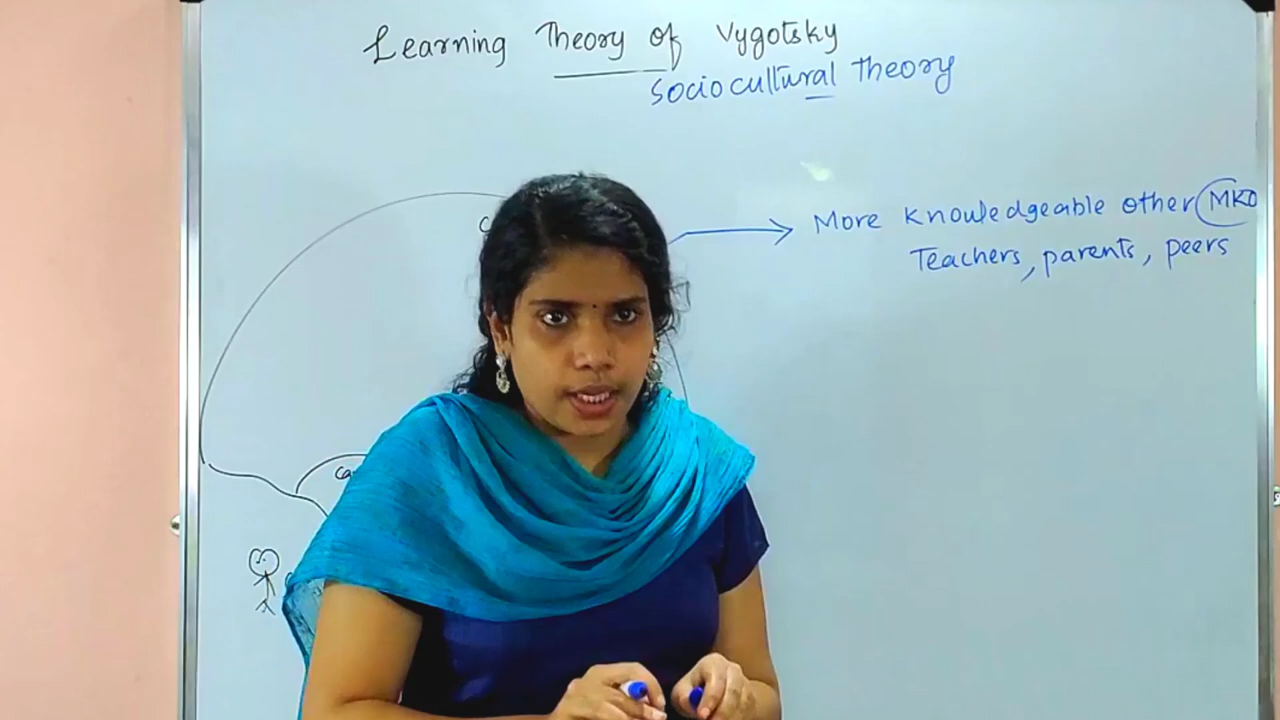 Learning Theory of Vygotsky
Sociocultural Theory
More knowledgeable other MKO
Teachers, parents, peers